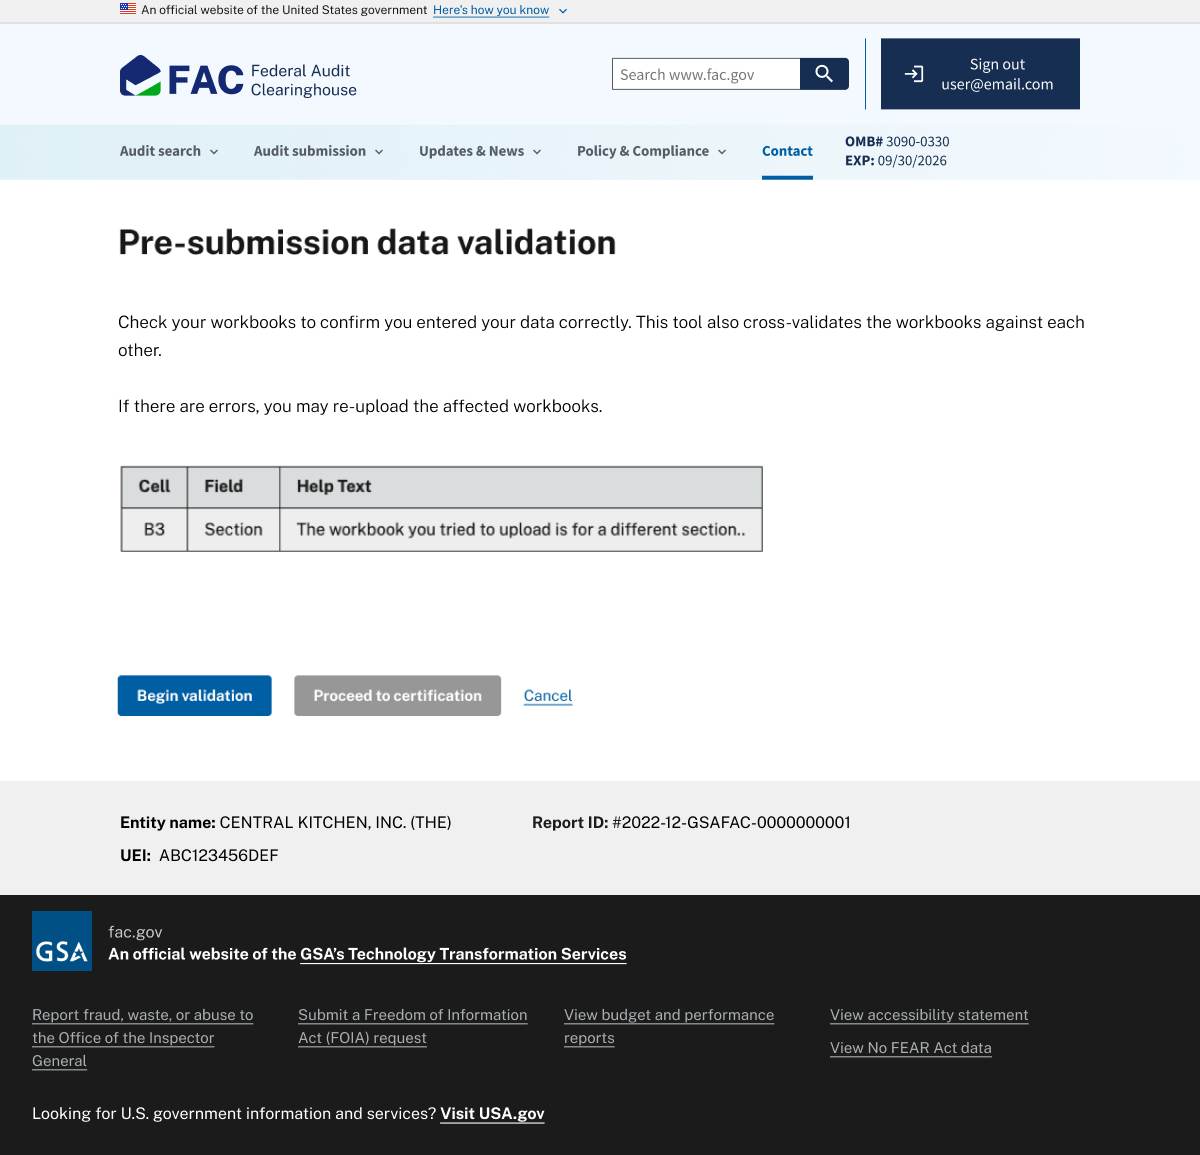 An official website of the United States government Here's how you know
FAC Federal Audit
Clearinghouse
Search www.fac.gov
Sign out
user@email.com
Audit search
Audit submission
Updates & News
Policy & Compliance
Contact
OMB# 3090-0330
EXP: 09/30/2026
Pre-submission data validation
Check your workbooks to confirm you entered your data correctly. This tool also cross-validates the workbooks against each
other.
If there are errors, you may re-upload the affected workbooks.
Cell Field Help Text
B3 Section The workbook you tried to upload is for a different section..
Begin validation
Proceed to certification
Cancel
Entity name: CENTRAL KITCHEN, INC. (THE)
Report ID: #2022-12-GSAFAC-0000000001
UEI: ABC123456DEF
GSA
fac.gov
An official website of the GSA’s Technology Transformation Services
Report fraud, waste, or abuse to
the Office of the Inspector
General
Submit a Freedom of Information
Act (FOIA) request
View budget and performance
reports
View accessibility statement
View No FEAR Act data
Looking for U.S. government information and services? Visit USA.gov